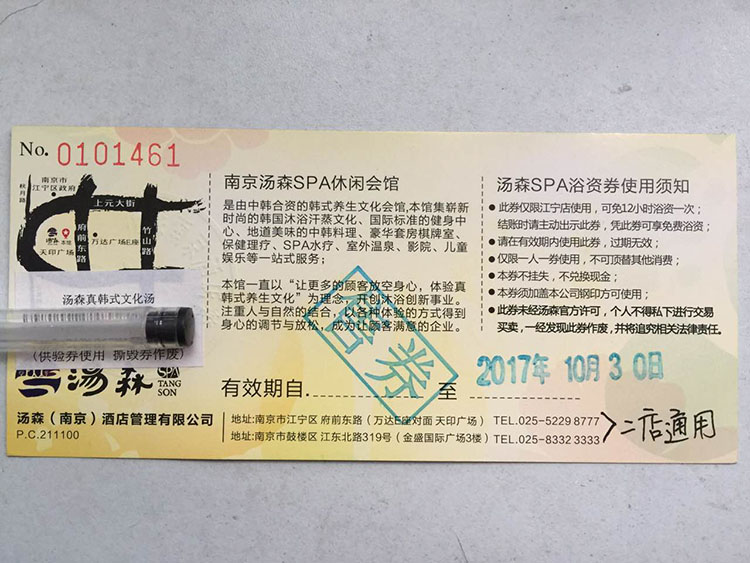 No. 0101461
南京市
江宁区政府
秣周路
上元大街
府前东路
竹山路
万达广场E座
本店
天印广场
汤森真韩式文化汤
(供验券使用 撕毁券作废)
汤森
SPA
TANG
SON
汤森(南京)酒店管理有限公司
P.C.211100
南京汤森SPA休闲会馆
是由中韩合资的韩式养生文化会馆,本馆集崭新
时尚的韩国沐浴汗蒸文化、国际标准的健身中
心、地道美味的中韩料理、豪华套房棋牌室、
保健理疗、SPA水疗、室外温泉、影院、儿童
娱乐等一站式服务;
本馆一直以“让更多的顾客放空身心,体验真
韩式养生文化”为理念,开创沐浴创新事业。
注重人与自然的结合,以各种体验的方式得到
身心的调节与放松,成为让顾客满意的企业。
赠券
有效期自 至 2017年 10月 30日
地址:南京市江宁区 府前东路(万达E座对面 天印广场) TEL.025-5229 8777
地址:南京市鼓楼区 江东北路319号(金盛国际广场3楼) TEL.025-8332 3333
二店通用
汤森SPA浴资券使用须知
● 此券仅限江宁店使用,可免12小时浴资一次;
结账时请主动出示此券,凭此券可享免费浴资;
● 请在有效期内使用此券,过期无效;
● 仅限一人一券使用,不可顶替其他消费;
● 本券不挂失,不兑换现金;
● 本券须加盖本公司钢印方可使用;
● 此券未经汤森官方许可,个人不得私下进行交易
买卖,一经发现此券作废,并将追究相关法律责任。